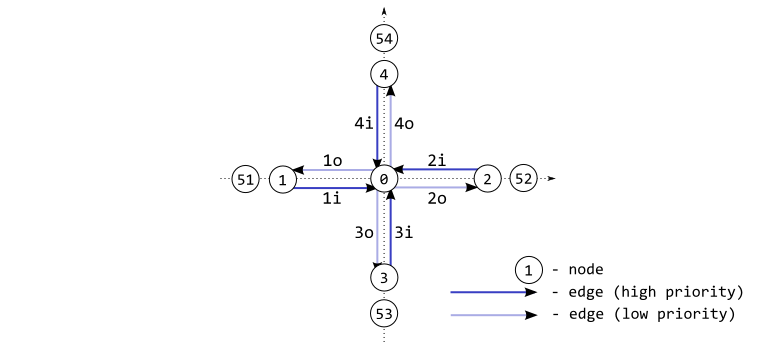 54
4
4i 4o
1o 2i
51 1 0 2 52
1i 2o
3o 3i
3
53
1 - node
- edge (high priority)
- edge (low priority)